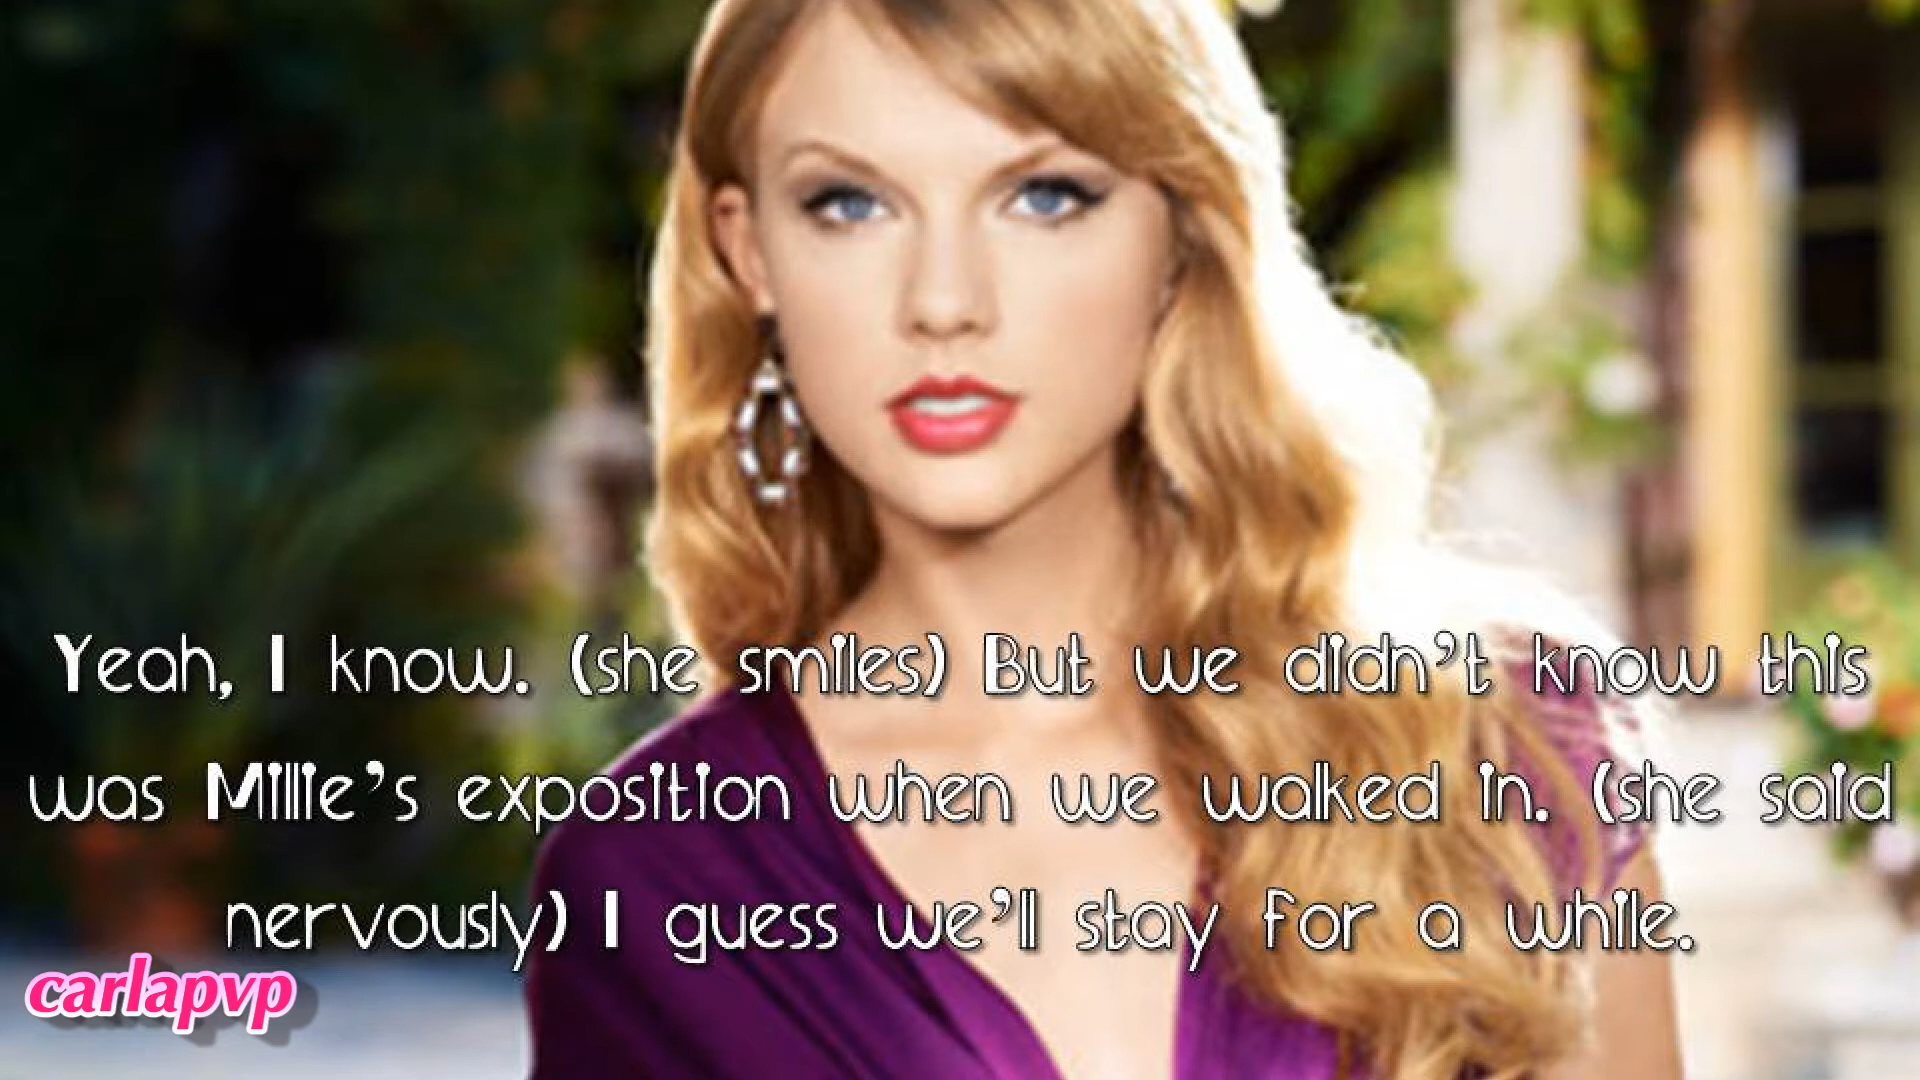 Yeah, I know. (she smiles) But we didn't know this
was Millie's exposition when we walked in. (she said
nervously) I guess we'll stay for a while.
carlapvp